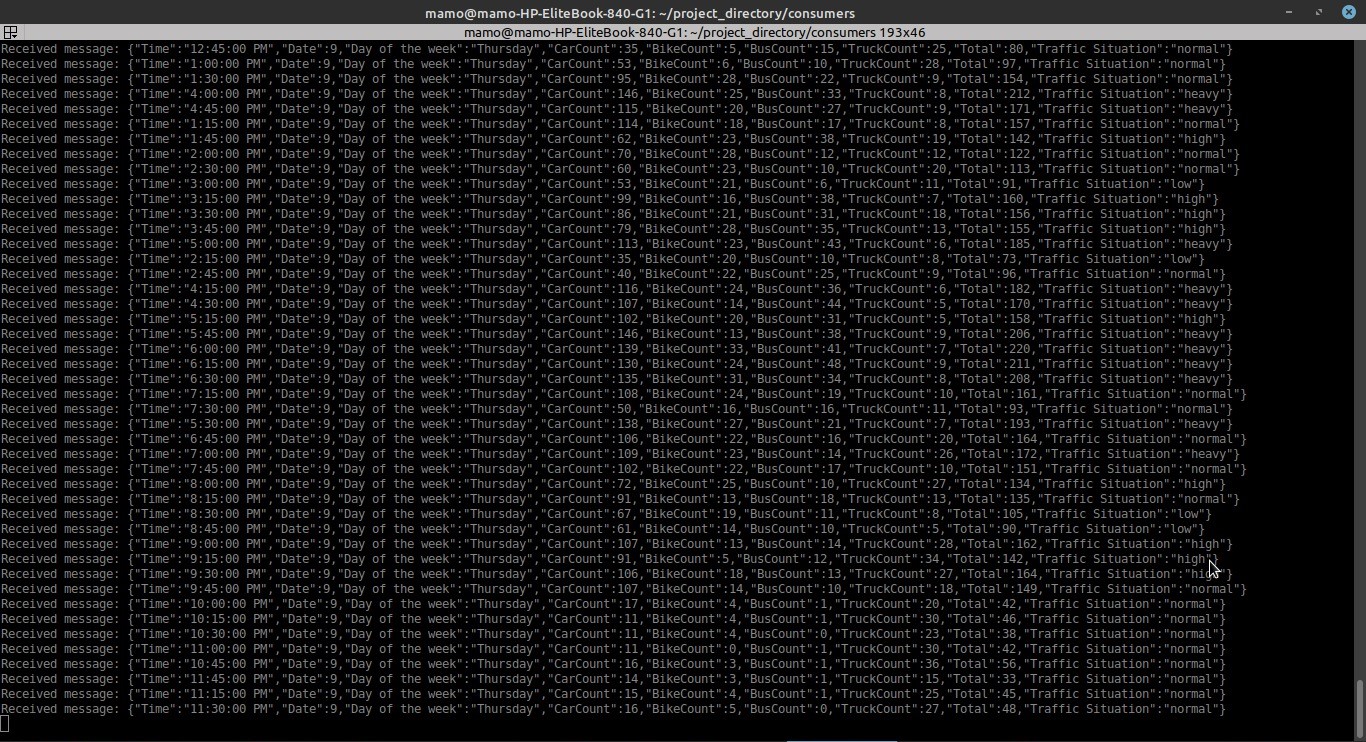 mamo@mamo-HP-EliteBook-840-G1: ~/project_directory/consumers
mamo@mamo-HP-EliteBook-840-G1: ~/project_directory/consumers 193x46
Received message: {"Time":"12:45:00 PM","Date":9,"Day of the week":"Thursday","CarCount":35,"BikeCount":5,"BusCount":15,"TruckCount":25,"Total":80,"Traffic Situation":"normal"}
Received message: {"Time":"1:00:00 PM","Date":9,"Day of the week":"Thursday","CarCount":53,"BikeCount":6,"BusCount":10,"TruckCount":28,"Total":97,"Traffic Situation":"normal"}
Received message: {"Time":"1:30:00 PM","Date":9,"Day of the week":"Thursday","CarCount":95,"BikeCount":28,"BusCount":22,"TruckCount":9,"Total":154,"Traffic Situation":"normal"}
Received message: {"Time":"4:00:00 PM","Date":9,"Day of the week":"Thursday","CarCount":146,"BikeCount":25,"BusCount":33,"TruckCount":8,"Total":212,"Traffic Situation":"heavy"}
Received message: {"Time":"4:45:00 PM","Date":9,"Day of the week":"Thursday","CarCount":115,"BikeCount":20,"BusCount":27,"TruckCount":9,"Total":171,"Traffic Situation":"heavy"}
Received message: {"Time":"1:15:00 PM","Date":9,"Day of the week":"Thursday","CarCount":114,"BikeCount":18,"BusCount":17,"TruckCount":8,"Total":157,"Traffic Situation":"normal"}
Received message: {"Time":"1:45:00 PM","Date":9,"Day of the week":"Thursday","CarCount":62,"BikeCount":23,"BusCount":38,"TruckCount":19,"Total":142,"Traffic Situation":"high"}
Received message: {"Time":"2:00:00 PM","Date":9,"Day of the week":"Thursday","CarCount":70,"BikeCount":28,"BusCount":12,"TruckCount":12,"Total":122,"Traffic Situation":"normal"}
Received message: {"Time":"2:30:00 PM","Date":9,"Day of the week":"Thursday","CarCount":60,"BikeCount":23,"BusCount":10,"TruckCount":20,"Total":113,"Traffic Situation":"normal"}
Received message: {"Time":"3:00:00 PM","Date":9,"Day of the week":"Thursday","CarCount":53,"BikeCount":21,"BusCount":6,"TruckCount":11,"Total":91,"Traffic Situation":"low"}
Received message: {"Time":"3:15:00 PM","Date":9,"Day of the week":"Thursday","CarCount":99,"BikeCount":16,"BusCount":38,"TruckCount":7,"Total":160,"Traffic Situation":"high"}
Received message: {"Time":"3:30:00 PM","Date":9,"Day of the week":"Thursday","CarCount":86,"BikeCount":21,"BusCount":31,"TruckCount":18,"Total":156,"Traffic Situation":"high"}
Received message: {"Time":"3:45:00 PM","Date":9,"Day of the week":"Thursday","CarCount":79,"BikeCount":28,"BusCount":35,"TruckCount":13,"Total":155,"Traffic Situation":"high"}
Received message: {"Time":"5:00:00 PM","Date":9,"Day of the week":"Thursday","CarCount":113,"BikeCount":23,"BusCount":43,"TruckCount":6,"Total":185,"Traffic Situation":"heavy"}
Received message: {"Time":"2:15:00 PM","Date":9,"Day of the week":"Thursday","CarCount":35,"BikeCount":20,"BusCount":10,"TruckCount":8,"Total":73,"Traffic Situation":"low"}
Received message: {"Time":"2:45:00 PM","Date":9,"Day of the week":"Thursday","CarCount":40,"BikeCount":22,"BusCount":25,"TruckCount":9,"Total":96,"Traffic Situation":"normal"}
Received message: {"Time":"4:15:00 PM","Date":9,"Day of the week":"Thursday","CarCount":116,"BikeCount":24,"BusCount":36,"TruckCount":6,"Total":182,"Traffic Situation":"heavy"}
Received message: {"Time":"4:30:00 PM","Date":9,"Day of the week":"Thursday","CarCount":107,"BikeCount":14,"BusCount":44,"TruckCount":5,"Total":170,"Traffic Situation":"heavy"}
Received message: {"Time":"5:15:00 PM","Date":9,"Day of the week":"Thursday","CarCount":102,"BikeCount":20,"BusCount":31,"TruckCount":5,"Total":158,"Traffic Situation":"high"}
Received message: {"Time":"5:45:00 PM","Date":9,"Day of the week":"Thursday","CarCount":146,"BikeCount":13,"BusCount":38,"TruckCount":9,"Total":206,"Traffic Situation":"heavy"}
Received message: {"Time":"6:00:00 PM","Date":9,"Day of the week":"Thursday","CarCount":139,"BikeCount":33,"BusCount":41,"TruckCount":7,"Total":220,"Traffic Situation":"heavy"}
Received message: {"Time":"6:15:00 PM","Date":9,"Day of the week":"Thursday","CarCount":130,"BikeCount":24,"BusCount":48,"TruckCount":9,"Total":211,"Traffic Situation":"heavy"}
Received message: {"Time":"6:30:00 PM","Date":9,"Day of the week":"Thursday","CarCount":135,"BikeCount":31,"BusCount":34,"TruckCount":8,"Total":208,"Traffic Situation":"heavy"}
Received message: {"Time":"7:15:00 PM","Date":9,"Day of the week":"Thursday","CarCount":108,"BikeCount":24,"BusCount":19,"TruckCount":10,"Total":161,"Traffic Situation":"normal"}
Received message: {"Time":"7:30:00 PM","Date":9,"Day of the week":"Thursday","CarCount":50,"BikeCount":16,"BusCount":16,"TruckCount":11,"Total":93,"Traffic Situation":"normal"}
Received message: {"Time":"5:30:00 PM","Date":9,"Day of the week":"Thursday","CarCount":138,"BikeCount":27,"BusCount":21,"TruckCount":7,"Total":193,"Traffic Situation":"heavy"}
Received message: {"Time":"6:45:00 PM","Date":9,"Day of the week":"Thursday","CarCount":106,"BikeCount":22,"BusCount":16,"TruckCount":20,"Total":164,"Traffic Situation":"normal"}
Received message: {"Time":"7:00:00 PM","Date":9,"Day of the week":"Thursday","CarCount":109,"BikeCount":23,"BusCount":14,"TruckCount":26,"Total":172,"Traffic Situation":"heavy"}
Received message: {"Time":"7:45:00 PM","Date":9,"Day of the week":"Thursday","CarCount":102,"BikeCount":22,"BusCount":17,"TruckCount":10,"Total":151,"Traffic Situation":"normal"}
Received message: {"Time":"8:00:00 PM","Date":9,"Day of the week":"Thursday","CarCount":72,"BikeCount":25,"BusCount":10,"TruckCount":27,"Total":134,"Traffic Situation":"high"}
Received message: {"Time":"8:15:00 PM","Date":9,"Day of the week":"Thursday","CarCount":91,"BikeCount":13,"BusCount":18,"TruckCount":13,"Total":135,"Traffic Situation":"normal"}
Received message: {"Time":"8:30:00 PM","Date":9,"Day of the week":"Thursday","CarCount":67,"BikeCount":19,"BusCount":11,"TruckCount":8,"Total":105,"Traffic Situation":"low"}
Received message: {"Time":"8:45:00 PM","Date":9,"Day of the week":"Thursday","CarCount":61,"BikeCount":14,"BusCount":10,"TruckCount":5,"Total":90,"Traffic Situation":"low"}
Received message: {"Time":"9:00:00 PM","Date":9,"Day of the week":"Thursday","CarCount":107,"BikeCount":13,"BusCount":14,"TruckCount":28,"Total":162,"Traffic Situation":"high"}
Received message: {"Time":"9:15:00 PM","Date":9,"Day of the week":"Thursday","CarCount":91,"BikeCount":5,"BusCount":12,"TruckCount":34,"Total":142,"Traffic Situation":"high"}
Received message: {"Time":"9:30:00 PM","Date":9,"Day of the week":"Thursday","CarCount":106,"BikeCount":18,"BusCount":13,"TruckCount":27,"Total":164,"Traffic Situation":"high"}
Received message: {"Time":"9:45:00 PM","Date":9,"Day of the week":"Thursday","CarCount":107,"BikeCount":14,"BusCount":10,"TruckCount":18,"Total":149,"Traffic Situation":"normal"}
Received message: {"Time":"10:00:00 PM","Date":9,"Day of the week":"Thursday","CarCount":17,"BikeCount":4,"BusCount":1,"TruckCount":20,"Total":42,"Traffic Situation":"normal"}
Received message: {"Time":"10:15:00 PM","Date":9,"Day of the week":"Thursday","CarCount":11,"BikeCount":4,"BusCount":1,"TruckCount":30,"Total":46,"Traffic Situation":"normal"}
Received message: {"Time":"10:30:00 PM","Date":9,"Day of the week":"Thursday","CarCount":11,"BikeCount":4,"BusCount":0,"TruckCount":23,"Total":38,"Traffic Situation":"normal"}
Received message: {"Time":"11:00:00 PM","Date":9,"Day of the week":"Thursday","CarCount":11,"BikeCount":0,"BusCount":1,"TruckCount":30,"Total":42,"Traffic Situation":"normal"}
Received message: {"Time":"10:45:00 PM","Date":9,"Day of the week":"Thursday","CarCount":16,"BikeCount":3,"BusCount":1,"TruckCount":36,"Total":56,"Traffic Situation":"normal"}
Received message: {"Time":"11:45:00 PM","Date":9,"Day of the week":"Thursday","CarCount":14,"BikeCount":3,"BusCount":1,"TruckCount":15,"Total":33,"Traffic Situation":"normal"}
Received message: {"Time":"11:15:00 PM","Date":9,"Day of the week":"Thursday","CarCount":15,"BikeCount":4,"BusCount":1,"TruckCount":25,"Total":45,"Traffic Situation":"normal"}
Received message: {"Time":"11:30:00 PM","Date":9,"Day of the week":"Thursday","CarCount":16,"BikeCount":5,"BusCount":0,"TruckCount":27,"Total":48,"Traffic Situation":"normal"}